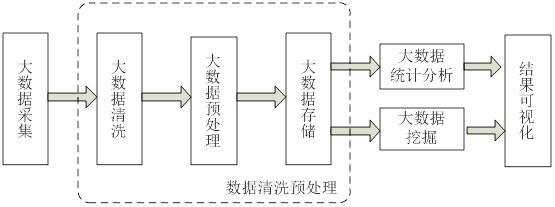 大数据采集
大数据清洗
大数据预处理
大数据存储
大数据
统计分析
大数据
挖掘
结果可视化
数据清洗预处理